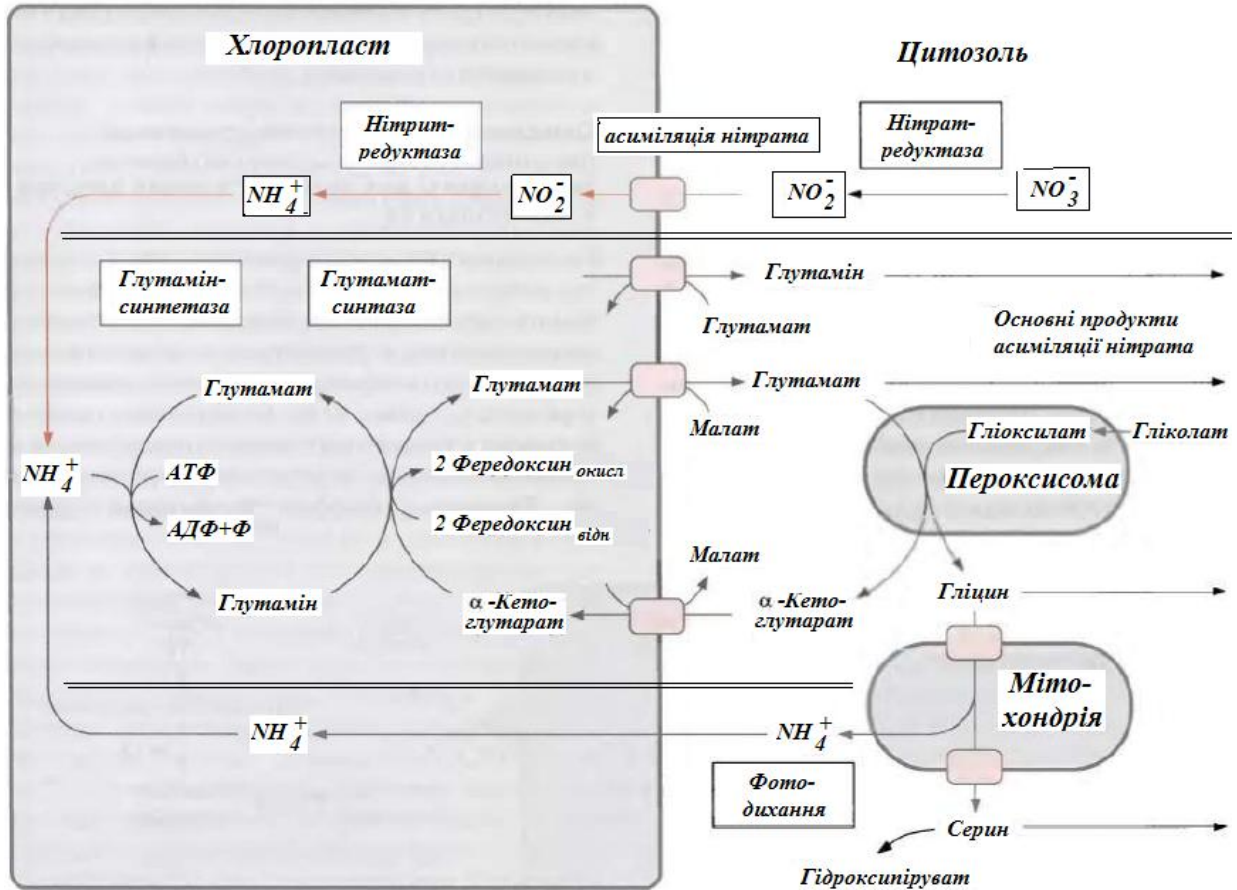 Хлоропласт
Цитозоль
Нітрит-
редуктаза
асиміляція нітрата
Нітрат-
редуктаза
NH4+
NO2-
NO2-
NO3-
Глутамін-
синтетаза
Глутамат-
синтаза
Глутамін
Глутамат
Основні продукти
асиміляції нітрата
Глутамат
Глутамат
Глутамат
Малат
Гліоксилат
Гліколат
Пероксисома
NH4+
АТФ
2 Фередоксин окисл
АДФ+Ф
2 Фередоксин відн
Малат
Глутамін
α -Кето-
глутарат
α -Кето-
глутарат
Гліцин
Міто-
хондрія
NH4+
NH4+
Фото-
дихання
Серин
Гідроксипіруват